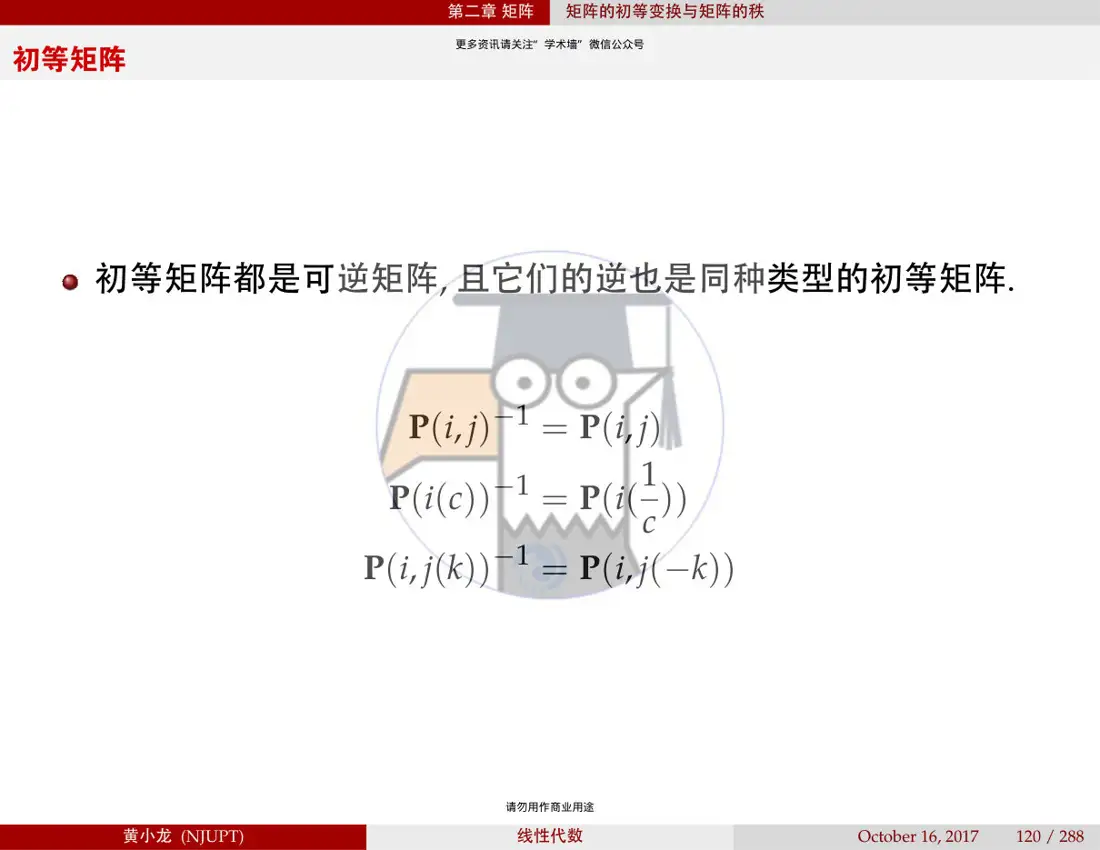 第二章 矩阵 矩阵的初等变换与矩阵的秩
更多资讯请关注“学术墙”微信公众号
初等矩阵
初等矩阵都是可逆矩阵, 且它们的逆也是同种类型的初等矩阵.
P(i, j)⁻¹ = P(i, j)
P(i(c))⁻¹ = P(i(1/c))
P(i, j(k))⁻¹ = P(i, j(−k))
请勿用作商业用途
黄小龙 (NJUPT) 线性代数 October 16, 2017 120 / 288